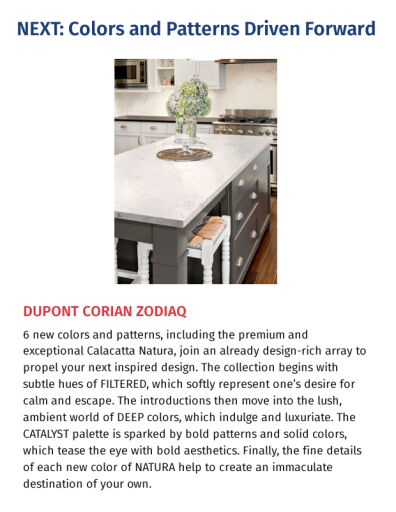 NEXT: Colors and Patterns Driven Forward
DUPONT CORIAN ZODIAQ
6 new colors and patterns, including the premium and
exceptional Calacatta Natura, join an already design-rich array to
propel your next inspired design. The collection begins with
subtle hues of FILTERED, which softly represent one's desire for
calm and escape. The introductions then move into the lush,
ambient world of DEEP colors, which indulge and luxuriate. The
CATALYST palette is sparked by bold patterns and solid colors,
which tease the eye with bold aesthetics. Finally, the fine details
of each new color of NATURA help to create an immaculate
destination of your own.